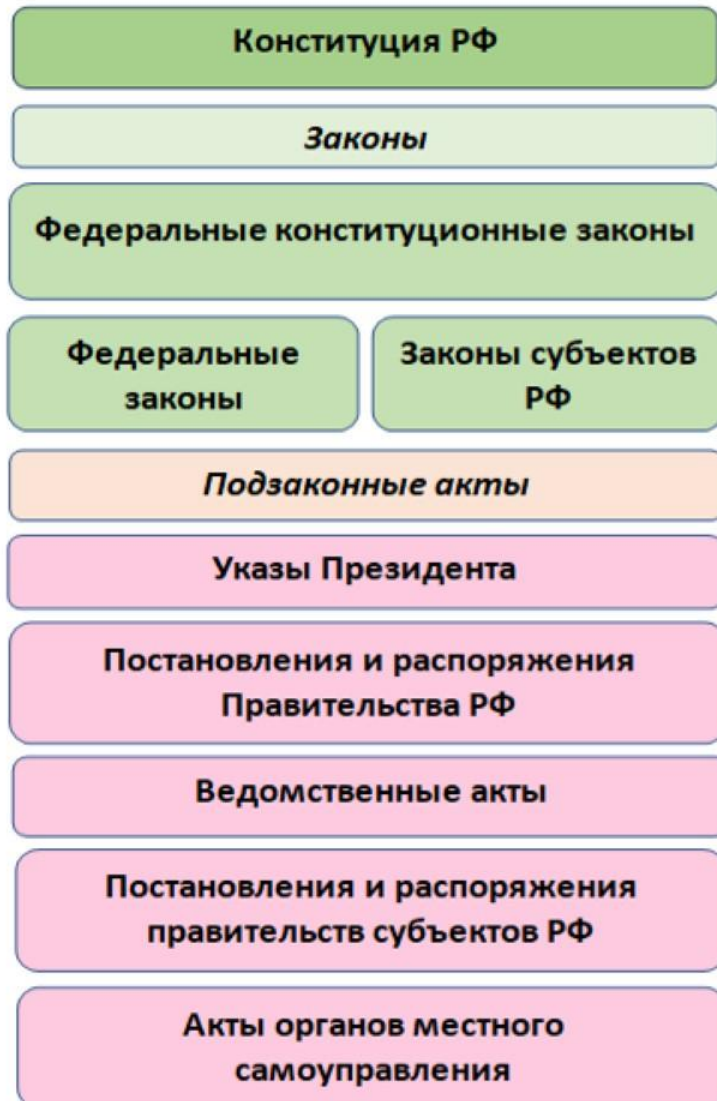 Конституция РФ
Законы
Федеральные конституционные законы
Федеральные
законы
Законы субъектов
РФ
Подзаконные акты
Указы Президента
Постановления и распоряжения
Правительства РФ
Ведомственные акты
Постановления и распоряжения
правительств субъектов РФ
Акты органов местного
самоуправления